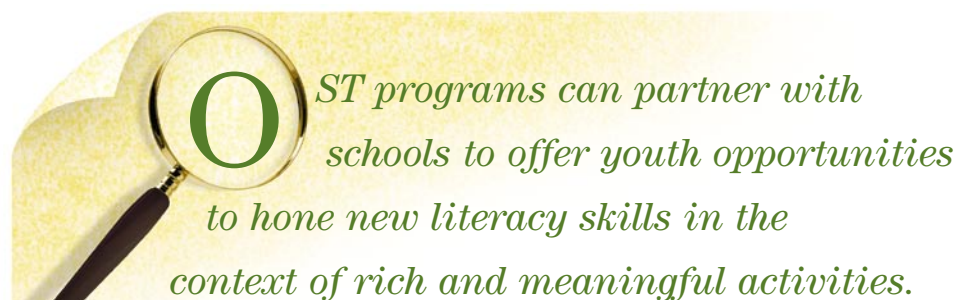 OST programs can partner with
schools to offer youth opportunities
to hone new literacy skills in the
context of rich and meaningful activities.